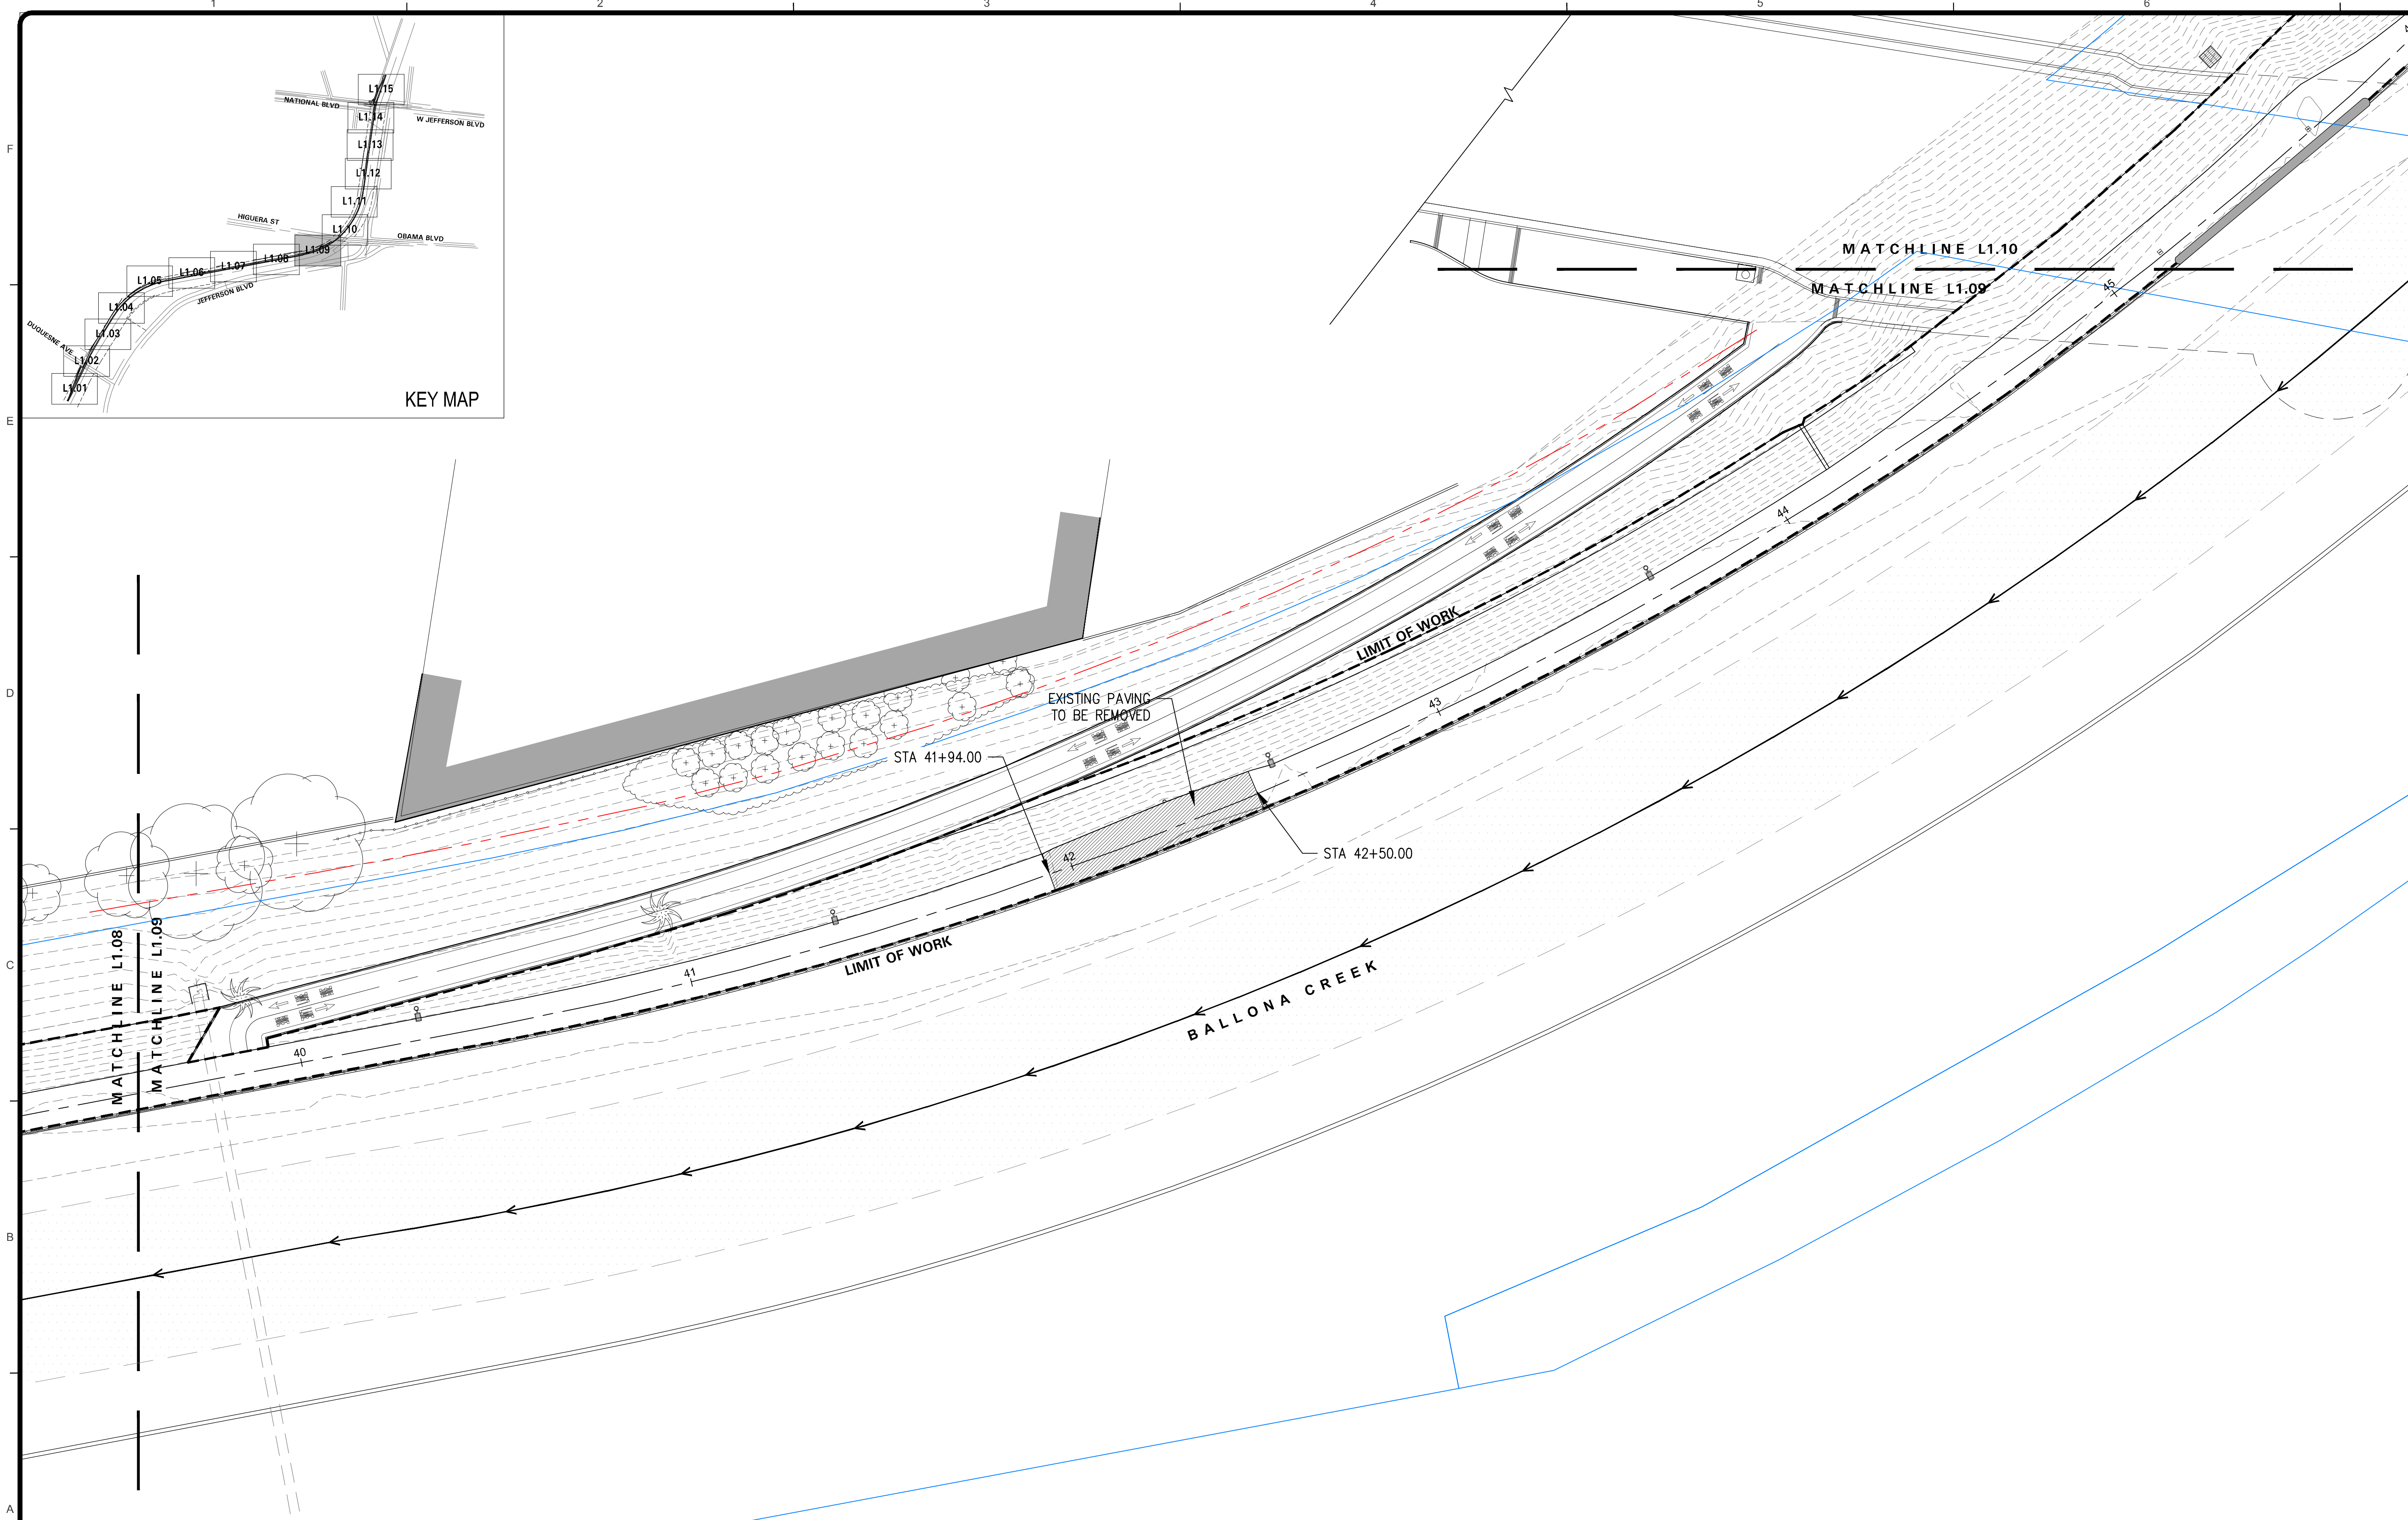 1
2
3
4
5
6
F
E
D
C
B
A
L1.15
NATIONAL BLVD
L1.14
W JEFFERSON BLVD
L1.13
L1.12
L1.11
HIGUERA ST
L1.10
OBAMA BLVD
L1.09
L1.08
L1.07
L1.06
L1.05
JEFFERSON BLVD
L1.04
L1.03
DUQUESNE AVE
L1.02
L1.01
KEY MAP
MATCHLINE L1.10
MATCHLINE L1.09
45
44
LIMIT OF WORK
43
EXISTING PAVING
TO BE REMOVED
STA 41+94.00
STA 42+50.00
42
LIMIT OF WORK
41
40
MATCHLINE L1.08
MATCHLINE L1.09
BALLONA CREEK